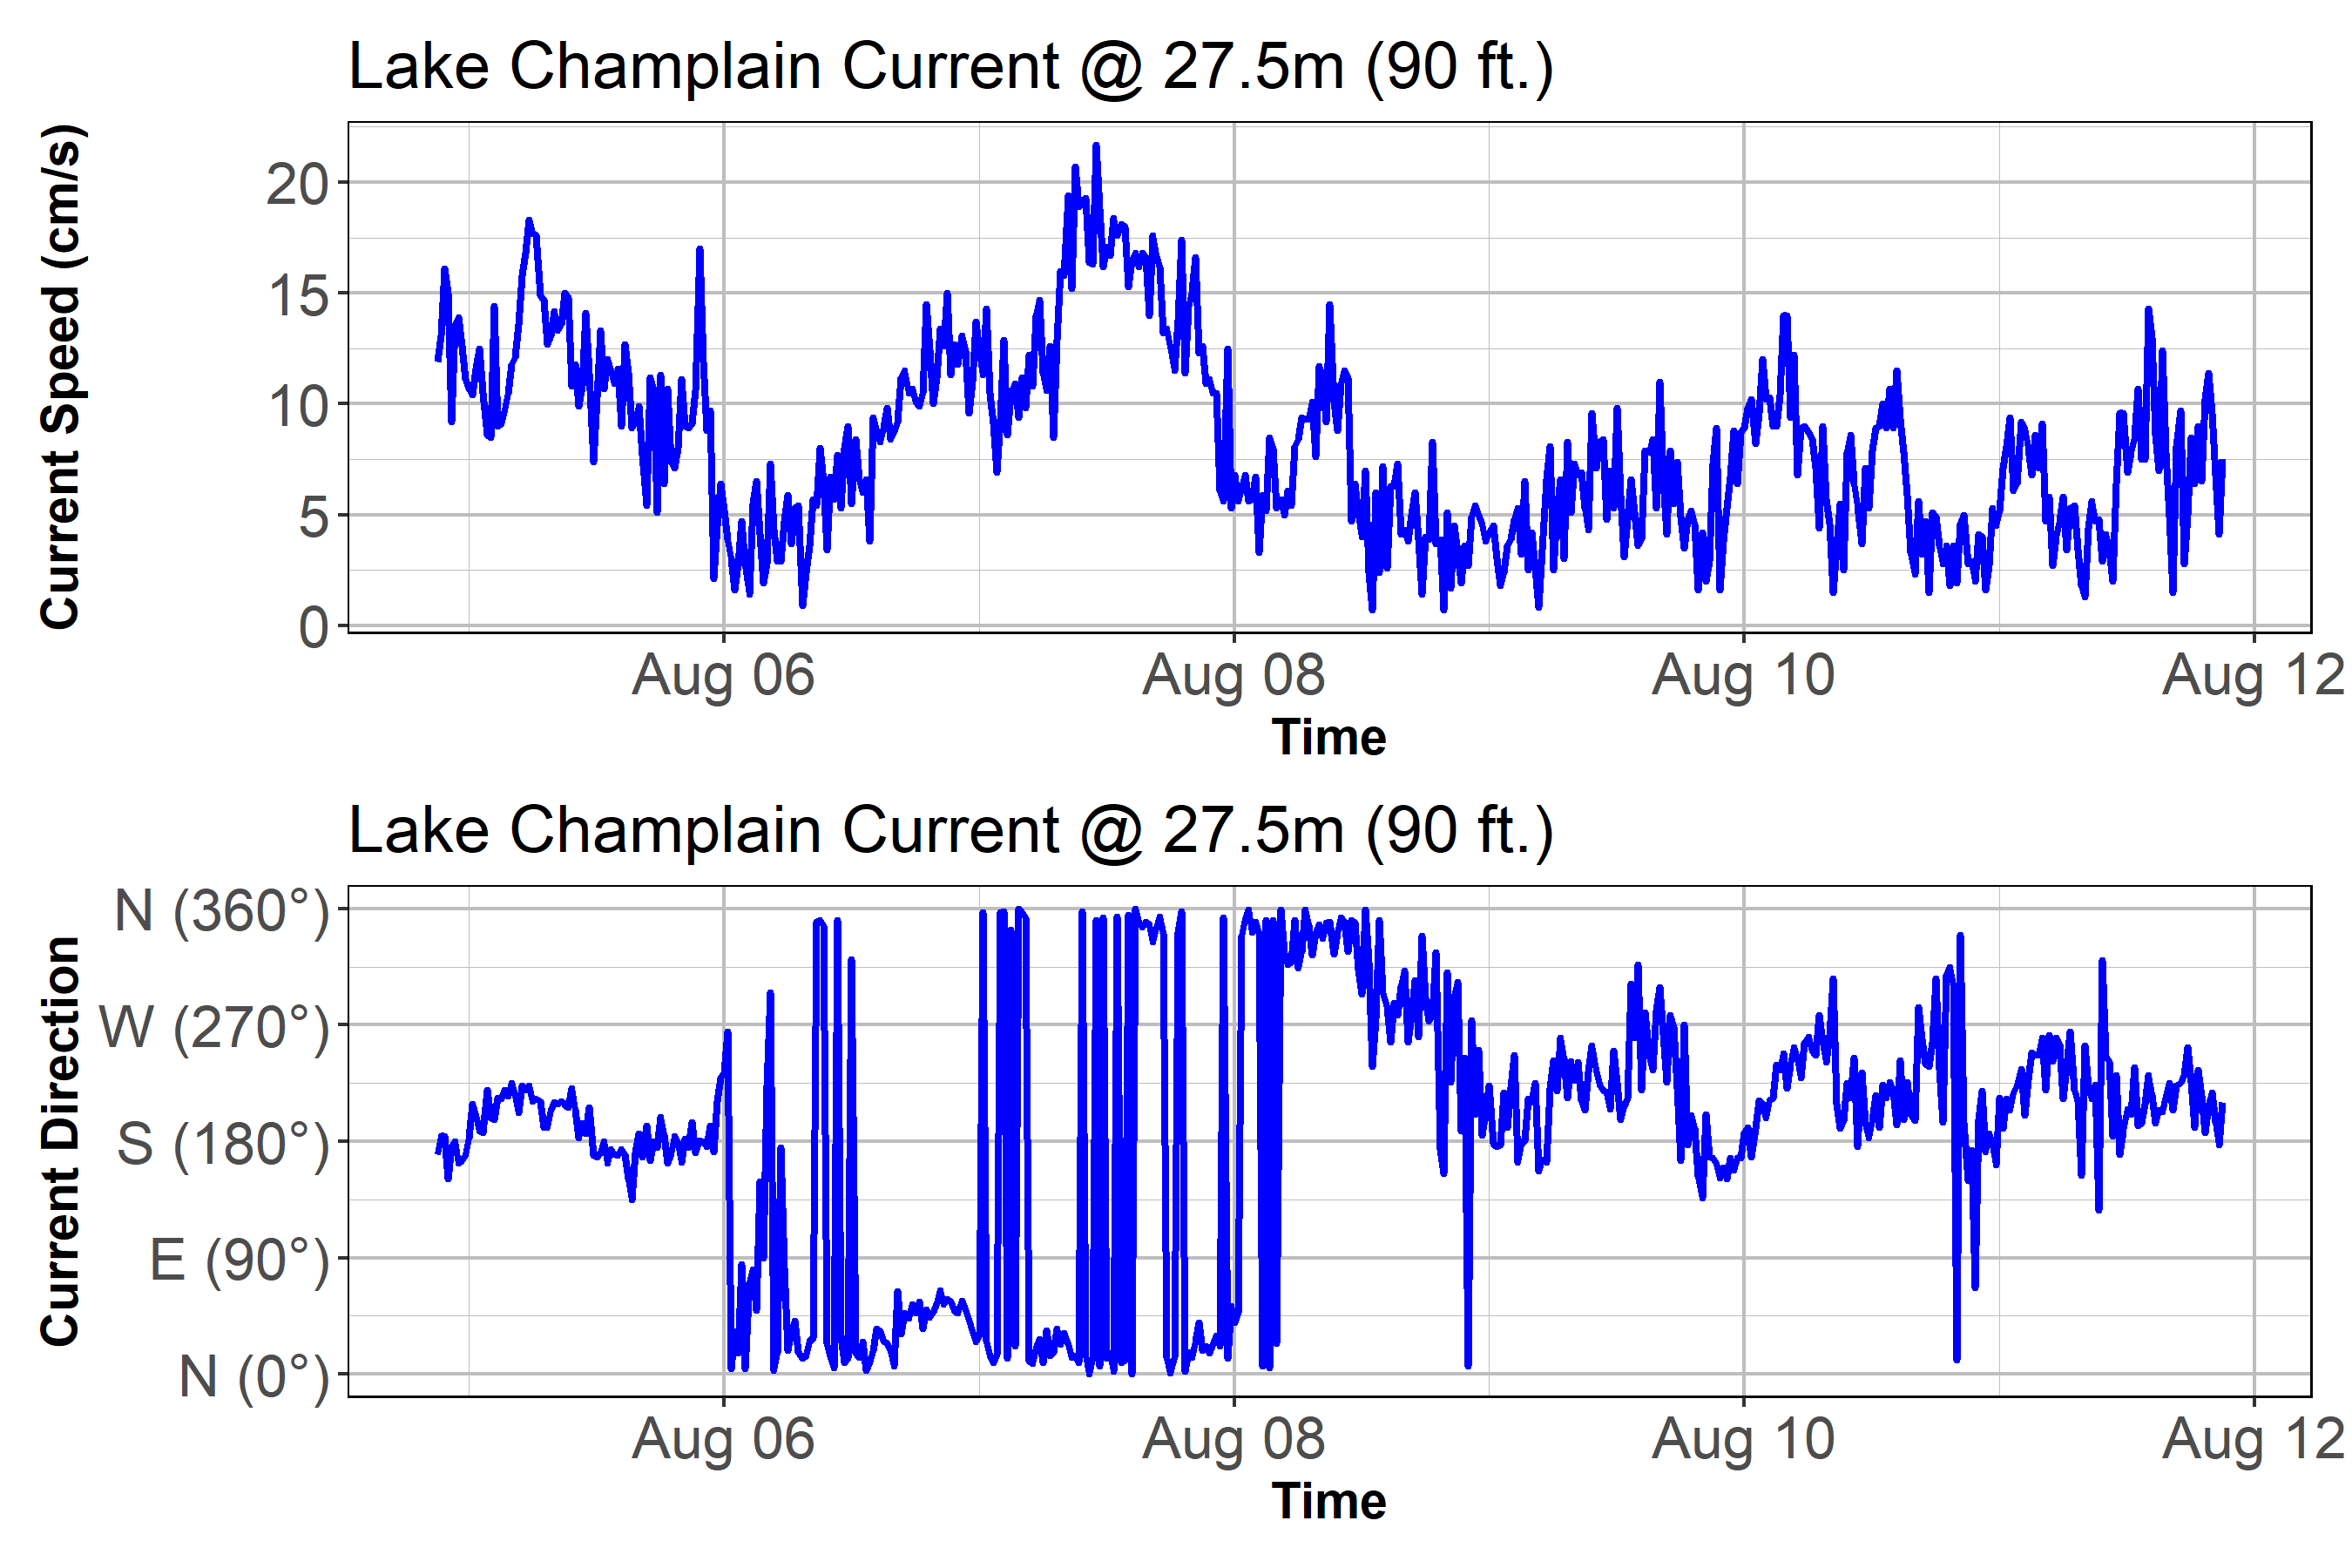 Lake Champlain Current @ 27.5m (90 ft.)
Current Speed (cm/s)
20
15
10
5
0
Aug 06 Aug 08 Aug 10 Aug 12
Time
Lake Champlain Current @ 27.5m (90 ft.)
Current Direction
N (360°)
W (270°)
S (180°)
E (90°)
N (0°)
Aug 06 Aug 08 Aug 10 Aug 12
Time